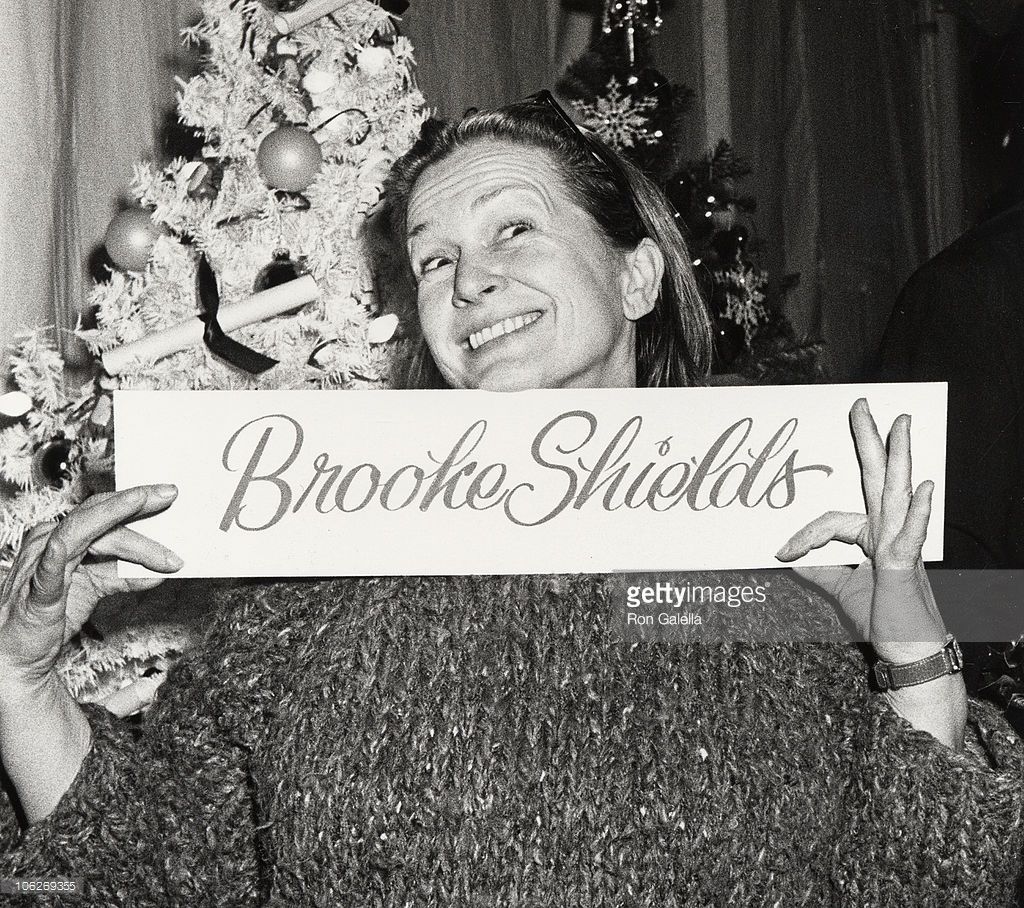 Brooke Shields
gettyimages
Ron Galella
106269355